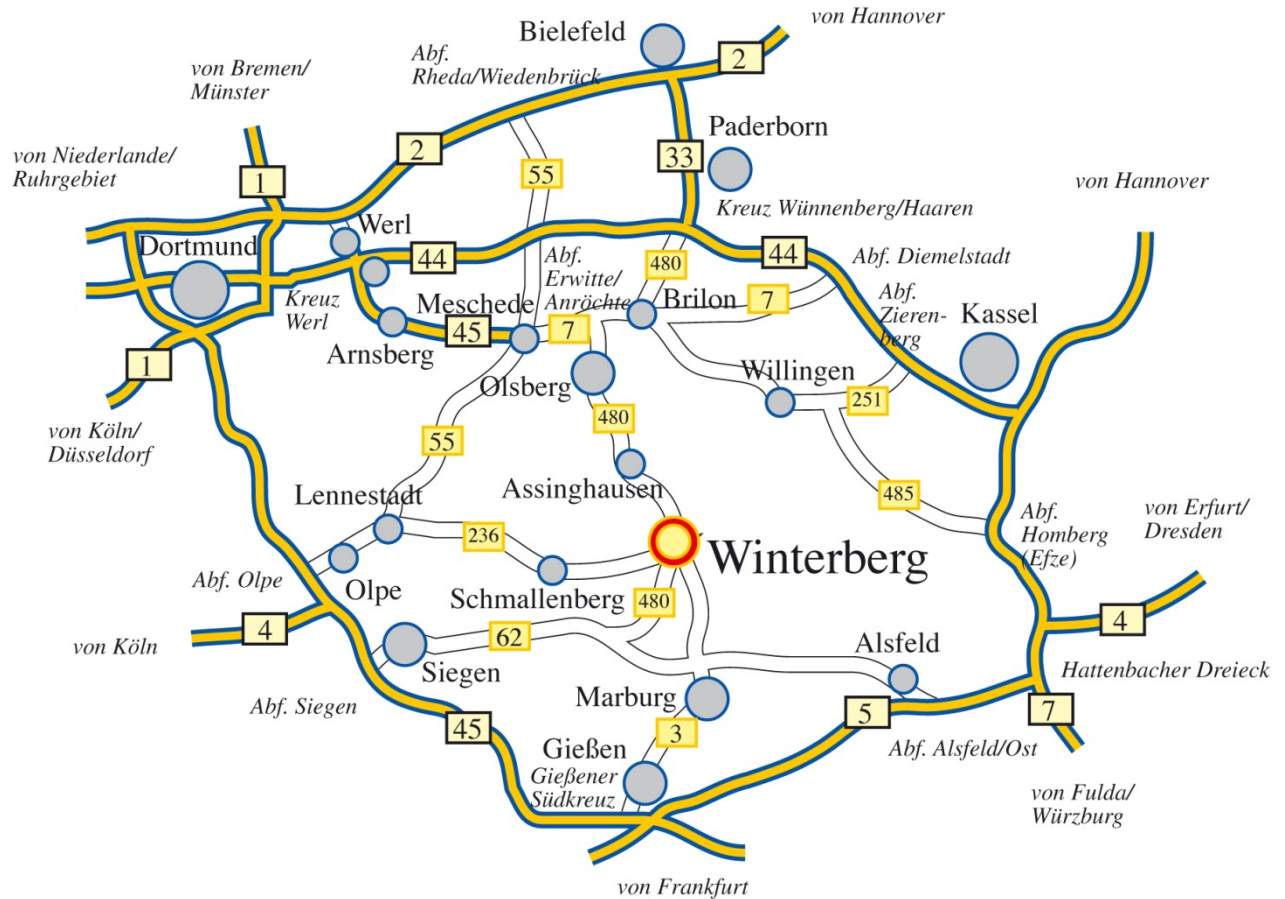 von Hannover
Bielefeld
2
Abf.
Rheda/Wiedenbrück
von Bremen/
Münster
Paderborn
2
33
von Niederlande/
Ruhrgebiet
1
55
von Hannover
Kreuz Wünnenberg/Haaren
Werl
Dortmund
44
44
Abf.
Erwitte/
Anröchte
480
Abf. Diemelstadt
Kreuz
Werl
Meschede
Brilon
7
Abf.
Zieren-
berg
Kassel
45
7
Arnsberg
1
Olsberg
Willingen
251
480
von Köln/
Düsseldorf
55
Assinghausen
485
Lennestadt
236
Abf.
Homberg
(Efze)
von Erfurt/
Dresden
Winterberg
Abf. Olpe
Olpe
Schmallenberg
480
4
4
von Köln
62
Siegen
Alsfeld
Hattenbacher Dreieck
Abf. Siegen
Marburg
5
7
45
3
Gießen
Gießener
Südkreuz
Abf. Alsfeld/Ost
von Fulda/
Würzburg
von Frankfurt